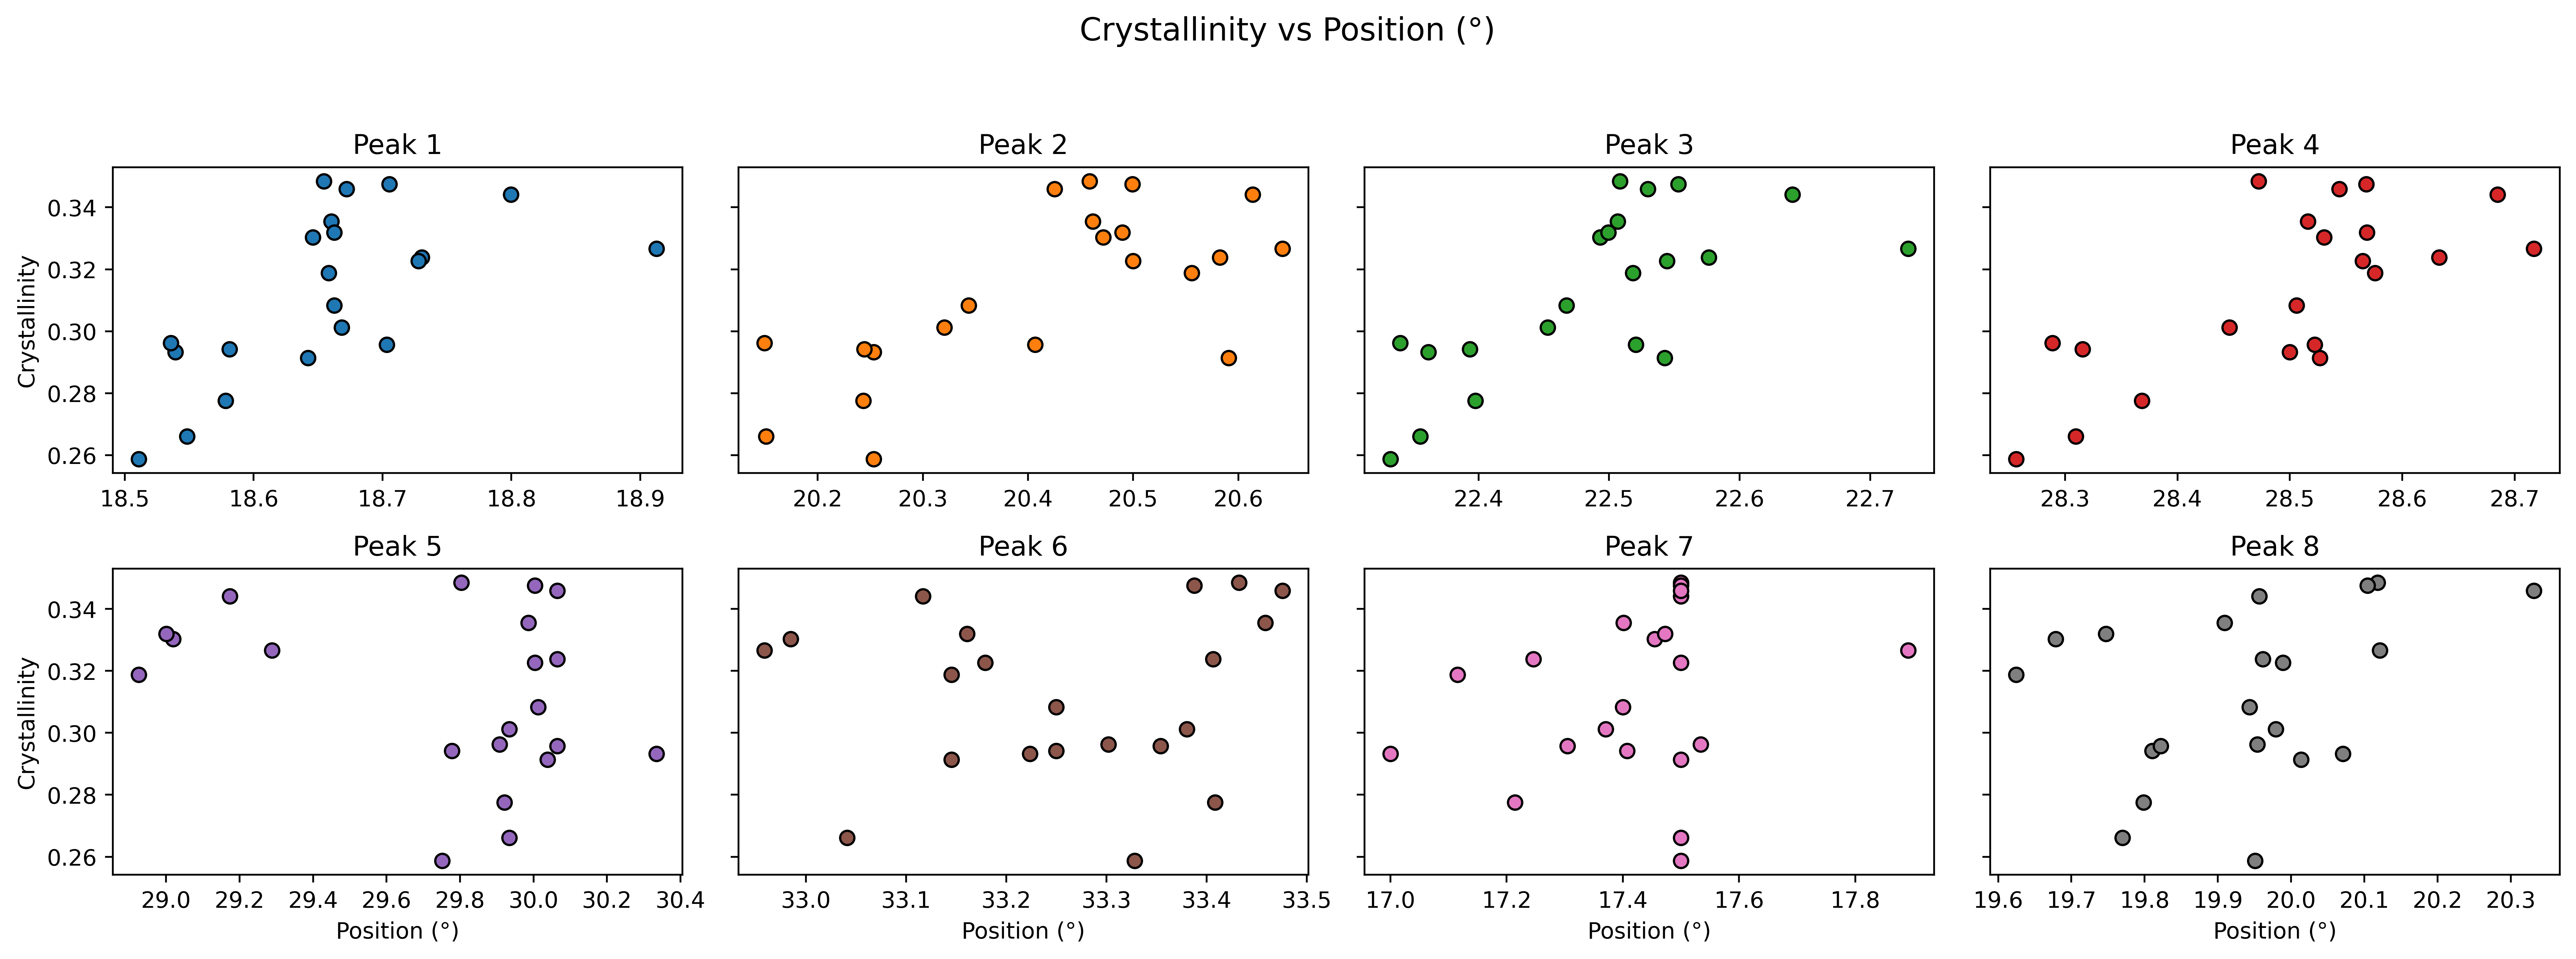 Crystallinity vs Position (°)
Peak 1
Peak 2
Peak 3
Peak 4
Crystallinity
0.34
0.32
0.30
0.28
0.26
18.5 18.6 18.7 18.8 18.9
20.2 20.3 20.4 20.5 20.6
22.4 22.5 22.6 22.7
28.3 28.4 28.5 28.6 28.7
Peak 5
Peak 6
Peak 7
Peak 8
Crystallinity
0.34
0.32
0.30
0.28
0.26
29.0 29.2 29.4 29.6 29.8 30.0 30.2 30.4
33.0 33.1 33.2 33.3 33.4 33.5
17.0 17.2 17.4 17.6 17.8
19.6 19.7 19.8 19.9 20.0 20.1 20.2 20.3
Position (°)
Position (°)
Position (°)
Position (°)